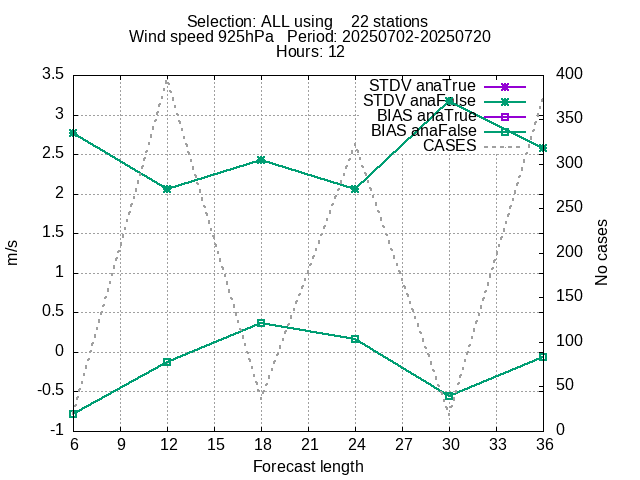 Selection: ALL using 22 stations
Wind speed 925hPa Period: 20250702-20250720
Hours: 12
STDV anaTrue
STDV anaFalse
BIAS anaTrue
BIAS anaFalse
CASES
3.5
3
2.5
2
1.5
1
0.5
0
-0.5
-1
m/s
400
350
300
250
200
150
100
50
0
No cases
6 9 12 15 18 21 24 27 30 33 36
Forecast length